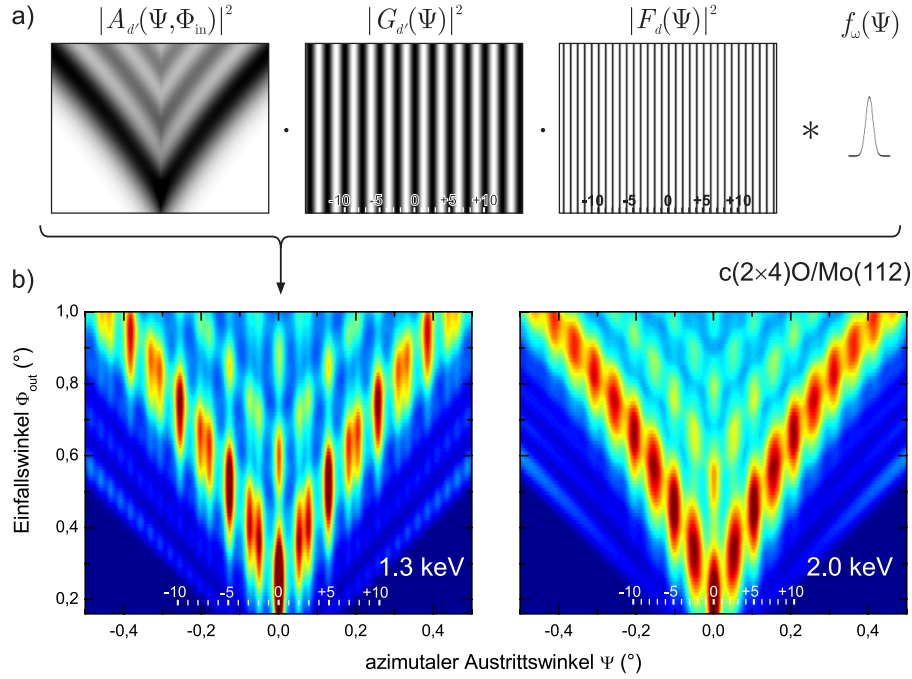 a) |A_d'(Ψ,Φ_in)|² |G_d'(Ψ)|² |F_d(Ψ)|² f_ω(Ψ)
· · *
-10 -5 0 +5 +10
-10 -5 0 +5 +10
c(2×4)O/Mo(112)
b)
Einfallswinkel Φ_out (°)
1,0
0,8
0,6
0,4
0,2
1.3 keV
2.0 keV
-10 -5 0 +5 +10
-10 -5 0 +5 +10
-0,4 -0,2 0,0 0,2 0,4
-0,4 -0,2 0,0 0,2 0,4
azimutaler Austrittswinkel Ψ (°)